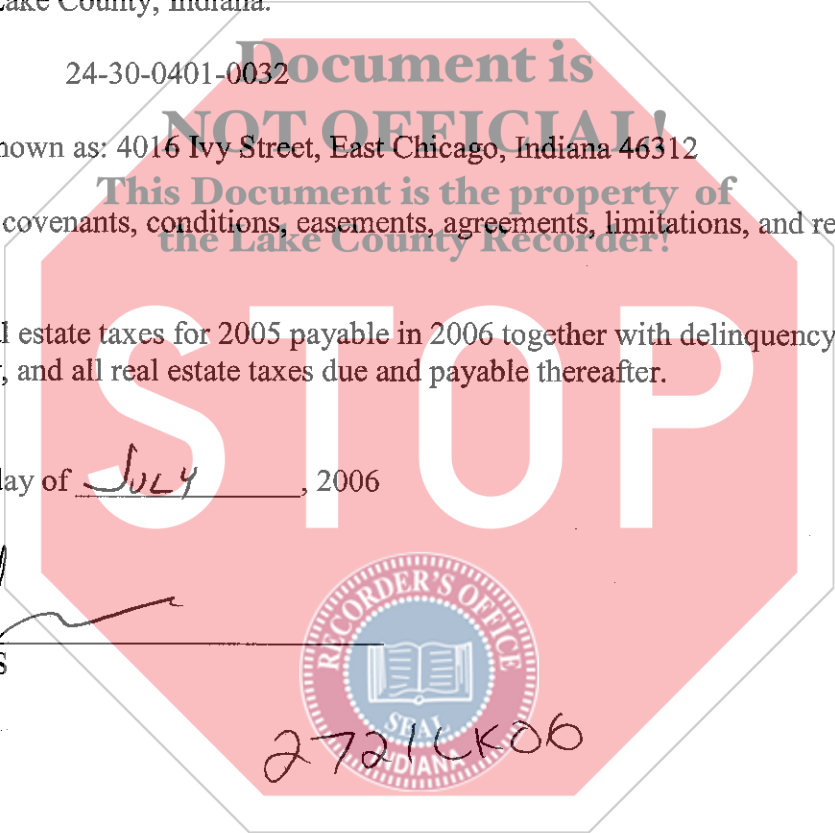 Lake County, Indiana.
Document is
24-30-0401-0032
NOT OFFICIAL!
nown as: 4016 Ivy Street, East Chicago, Indiana 46312
This Document is the property of
covenants, conditions, easements, agreements, limitations, and re
the Lake County Recorder!
l estate taxes for 2005 payable in 2006 together with delinquency
, and all real estate taxes due and payable thereafter.
STOP
lay of JULY, 2006
S
RECORDER'S OFFICE
SEAL
INDIANA
2721LK06